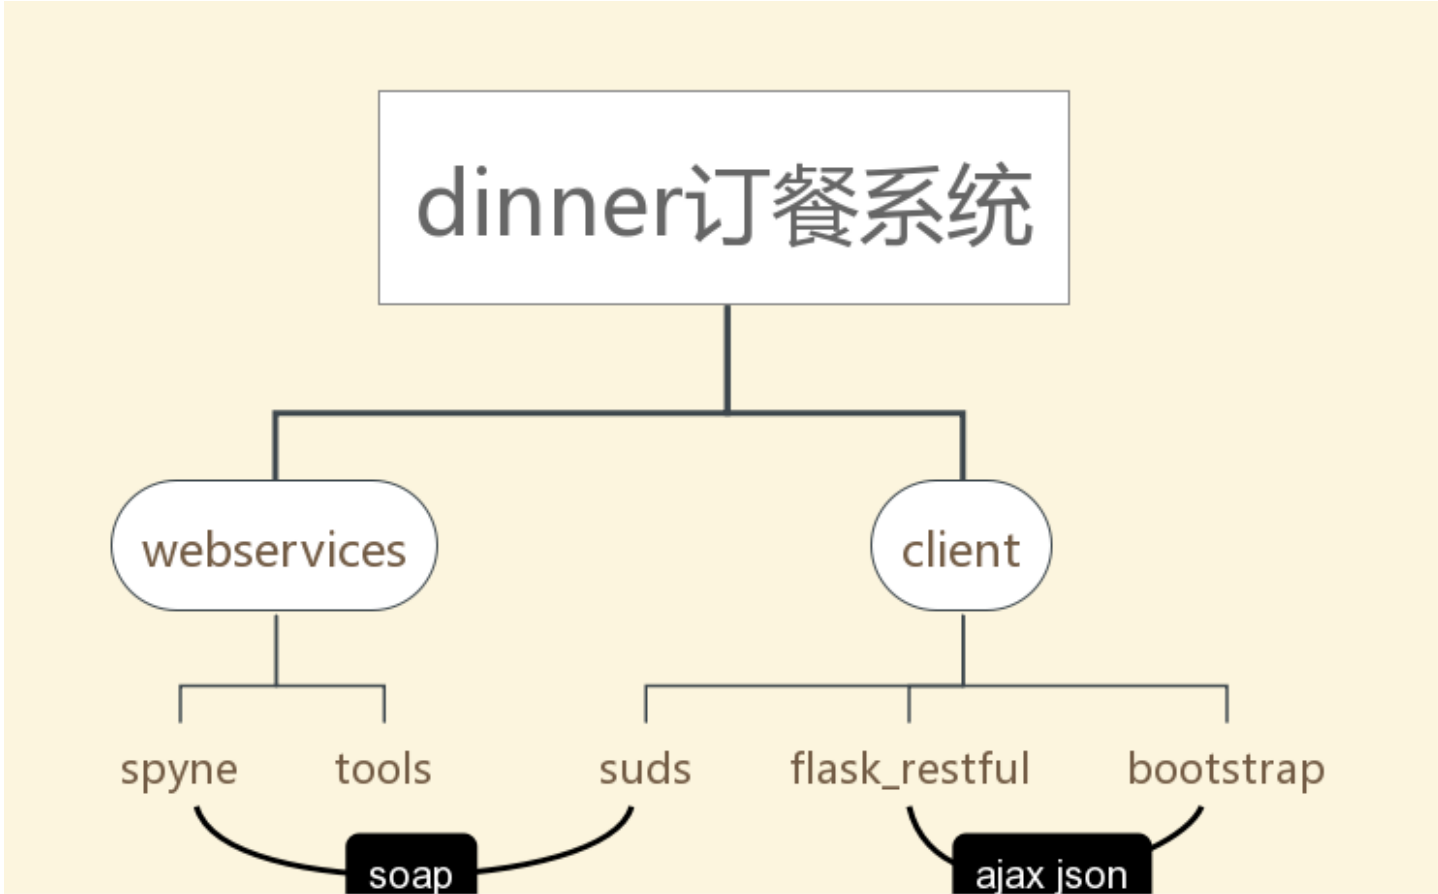 dinner订餐系统
webservices
client
spyne
tools
suds
flask_restful
bootstrap
soap
ajax json